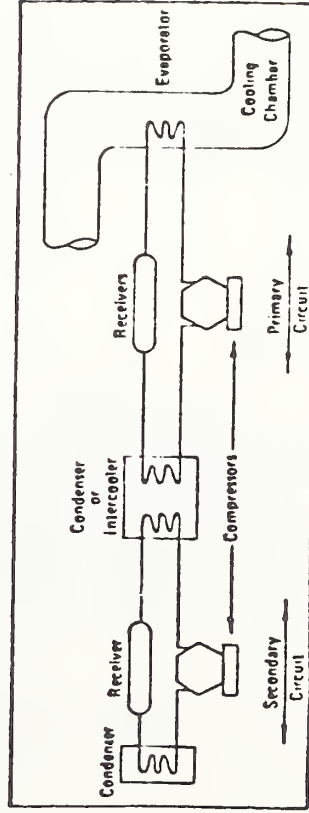 Condenser
Receiver
Secondary
Circuit
Condenser
or
Intercooler
Compressors
Receivers
Primary
Circuit
Evaporator
Cooling
Chamber